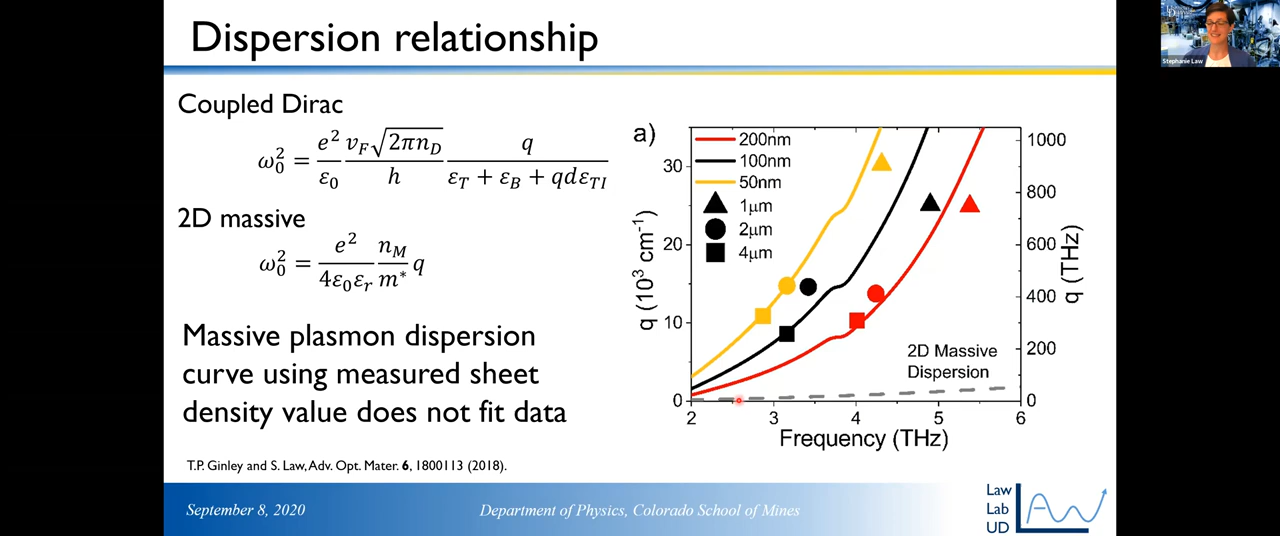 Dispersion relationship
Stephanie Law
Coupled Dirac
ω₀² = e²/ε₀ v_F√(2πn_D)/h q/(ε_T + ε_B + qdε_TI)
2D massive
ω₀² = e²/(4ε₀ε_r) n_M/m* q
Massive plasmon dispersion
curve using measured sheet
density value does not fit data
T.P. Ginley and S. Law, Adv. Opt. Mater. 6, 1800113 (2018).
a)
200nm
100nm
50nm
1μm
2μm
4μm
2D Massive
Dispersion
q (10³ cm⁻¹)
30
20
10
0
1000
800
600
400
200
0
q (THz)
2 3 4 5 6
Frequency (THz)
September 8, 2020
Department of Physics, Colorado School of Mines
Law
Lab
UD